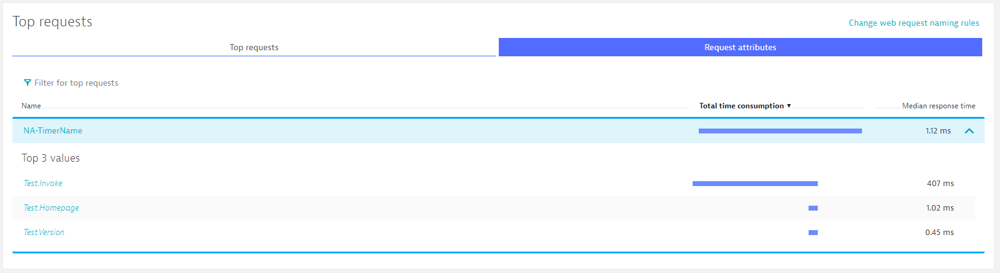 Top requests
Change web request naming rules
Top requests Request attributes
Filter for top requests
Name Total time consumption ▼ Median response time
NA-TimerName 1.12 ms
Top 3 values
Test.Invoke 407 ms
Test.Homepage 1.02 ms
Test.Version 0.45 ms